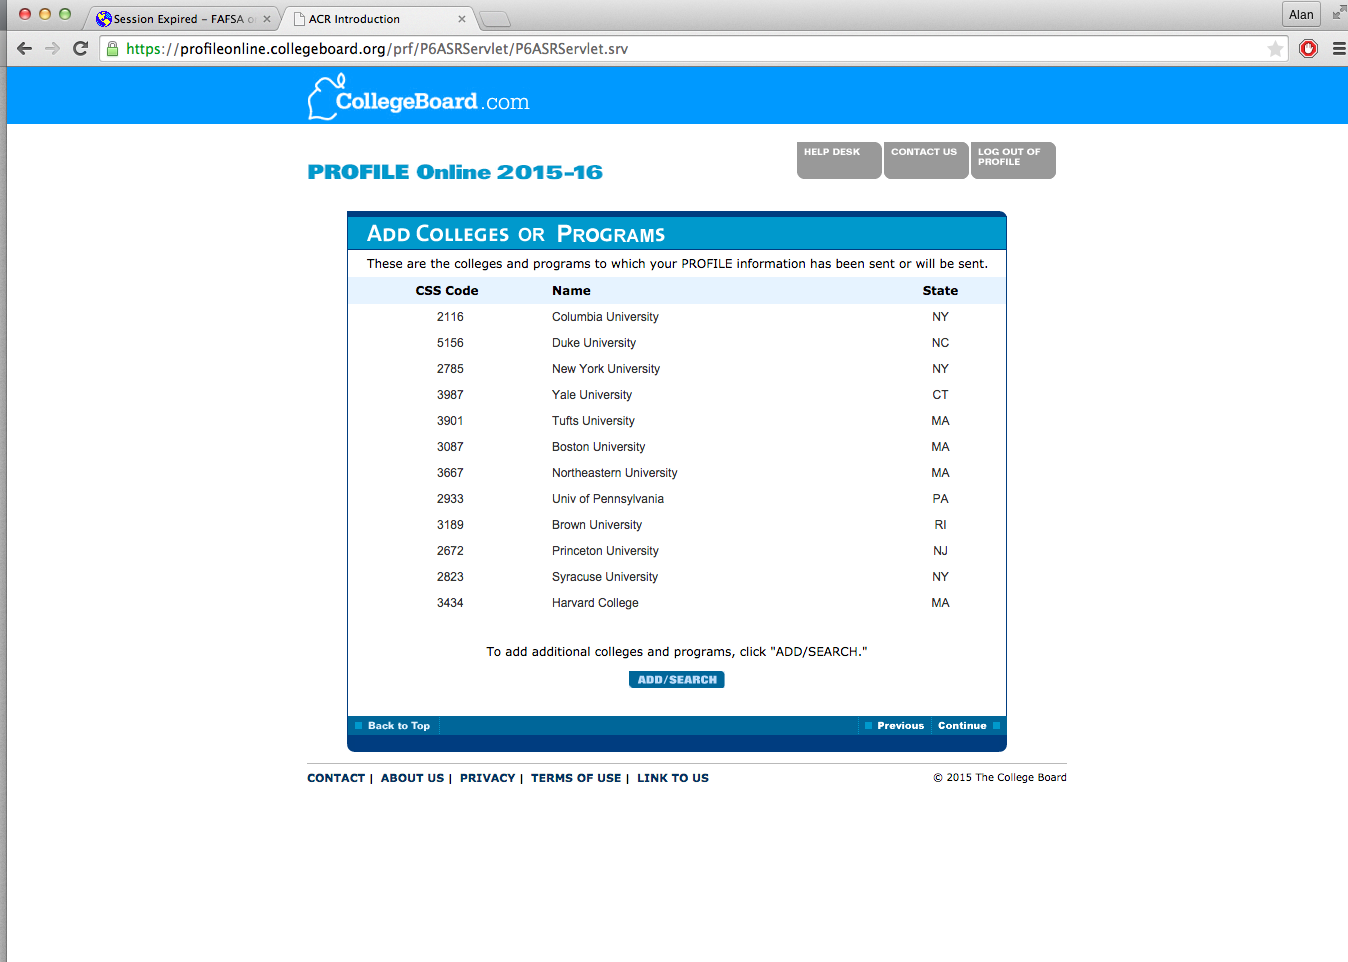 Session Expired – FAFSA o
ACR Introduction
Alan
https://profileonline.collegeboard.org/prf/P6ASRServlet/P6ASRServlet.srv
CollegeBoard.com
HELP DESK
CONTACT US
LOG OUT OF PROFILE
PROFILE Online 2015-16
ADD COLLEGES OR PROGRAMS
These are the colleges and programs to which your PROFILE information has been sent or will be sent.
CSS Code Name State
2116 Columbia University NY
5156 Duke University NC
2785 New York University NY
3987 Yale University CT
3901 Tufts University MA
3087 Boston University MA
3667 Northeastern University MA
2933 Univ of Pennsylvania PA
3189 Brown University RI
2672 Princeton University NJ
2823 Syracuse University NY
3434 Harvard College MA
To add additional colleges and programs, click "ADD/SEARCH."
ADD/SEARCH
Back to Top Previous Continue
CONTACT | ABOUT US | PRIVACY | TERMS OF USE | LINK TO US © 2015 The College Board